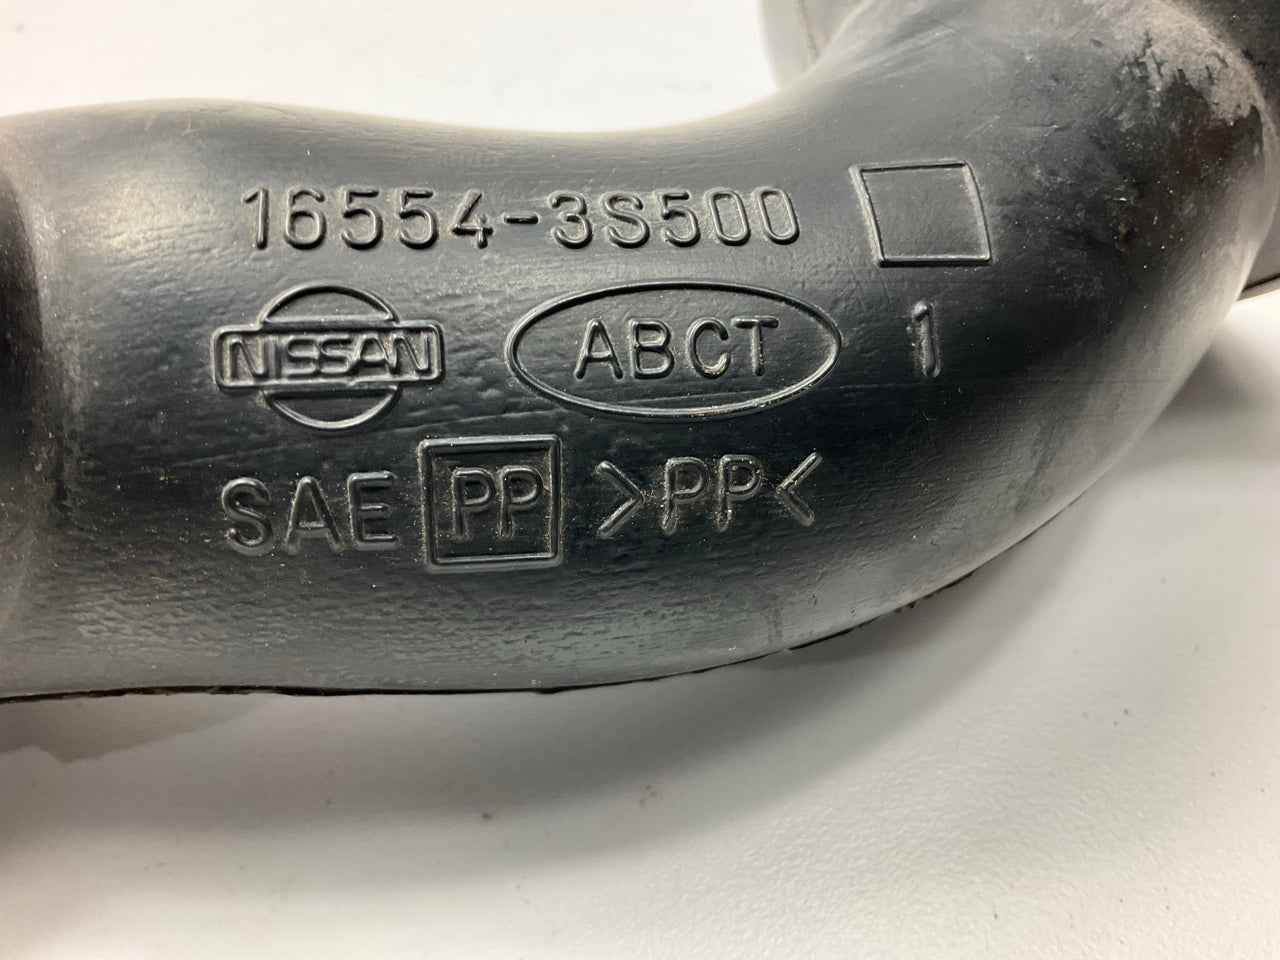 16554-3S500
NISSAN ABCT 1
SAE PP >PP<